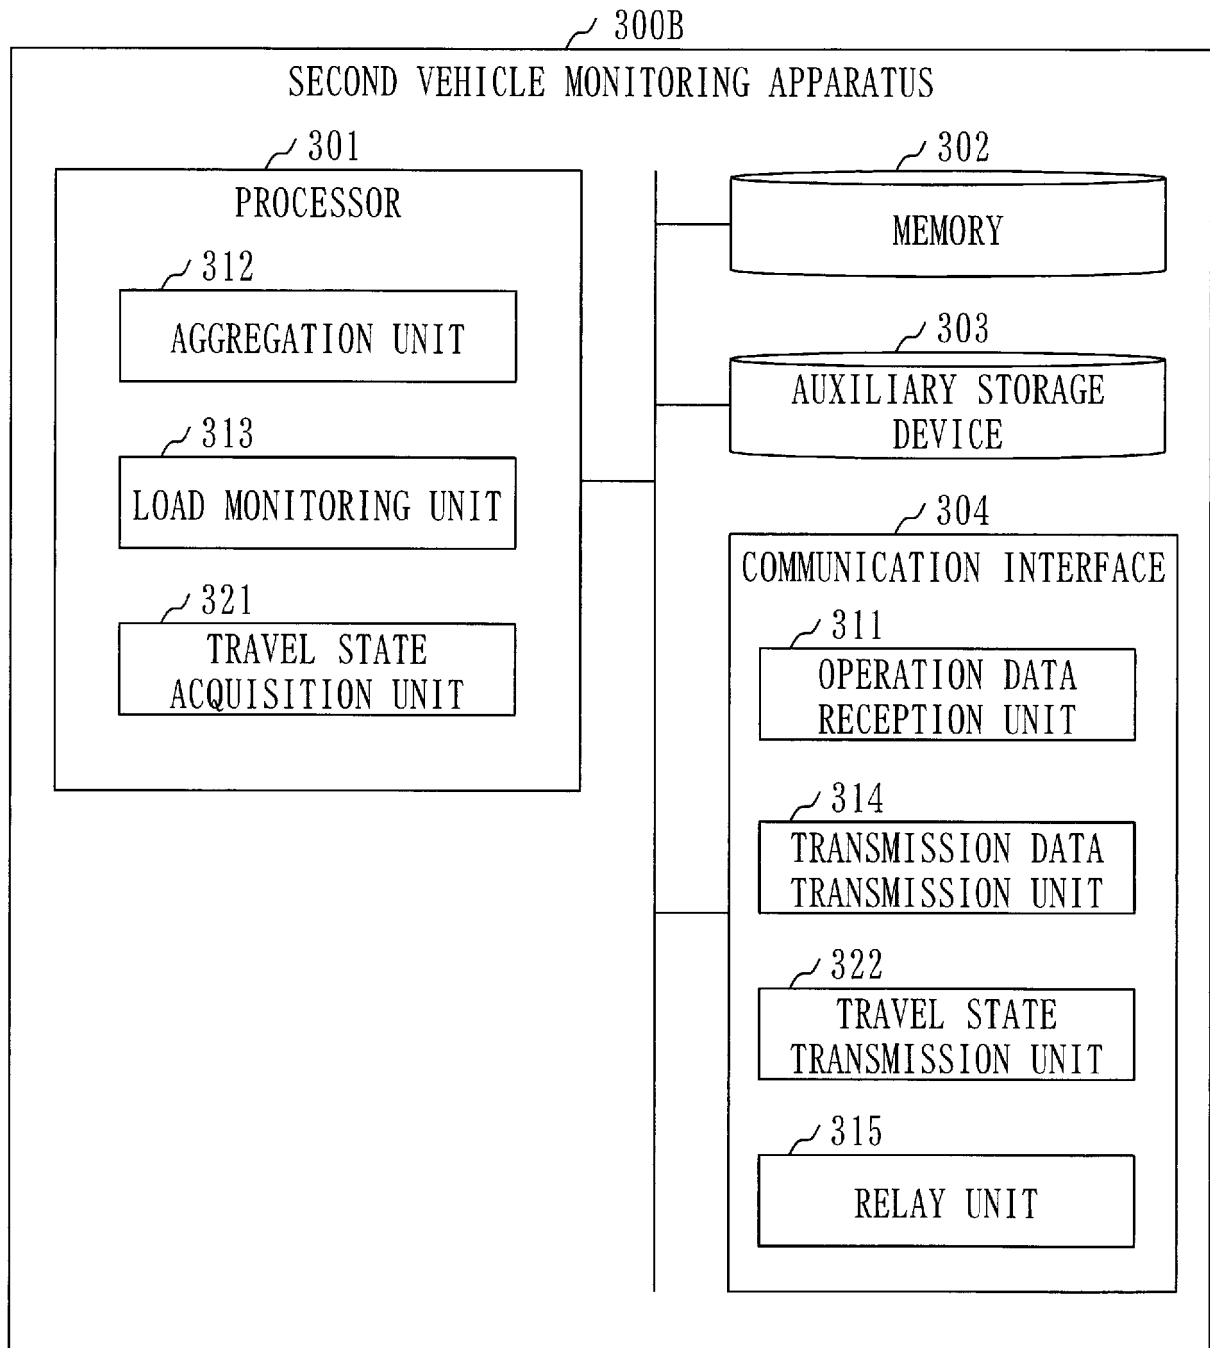 300B
SECOND VEHICLE MONITORING APPARATUS
301
PROCESSOR
312
AGGREGATION UNIT
313
LOAD MONITORING UNIT
321
TRAVEL STATE
ACQUISITION UNIT
302
MEMORY
303
AUXILIARY STORAGE
DEVICE
304
COMMUNICATION INTERFACE
311
OPERATION DATA
RECEPTION UNIT
314
TRANSMISSION DATA
TRANSMISSION UNIT
322
TRAVEL STATE
TRANSMISSION UNIT
315
RELAY UNIT